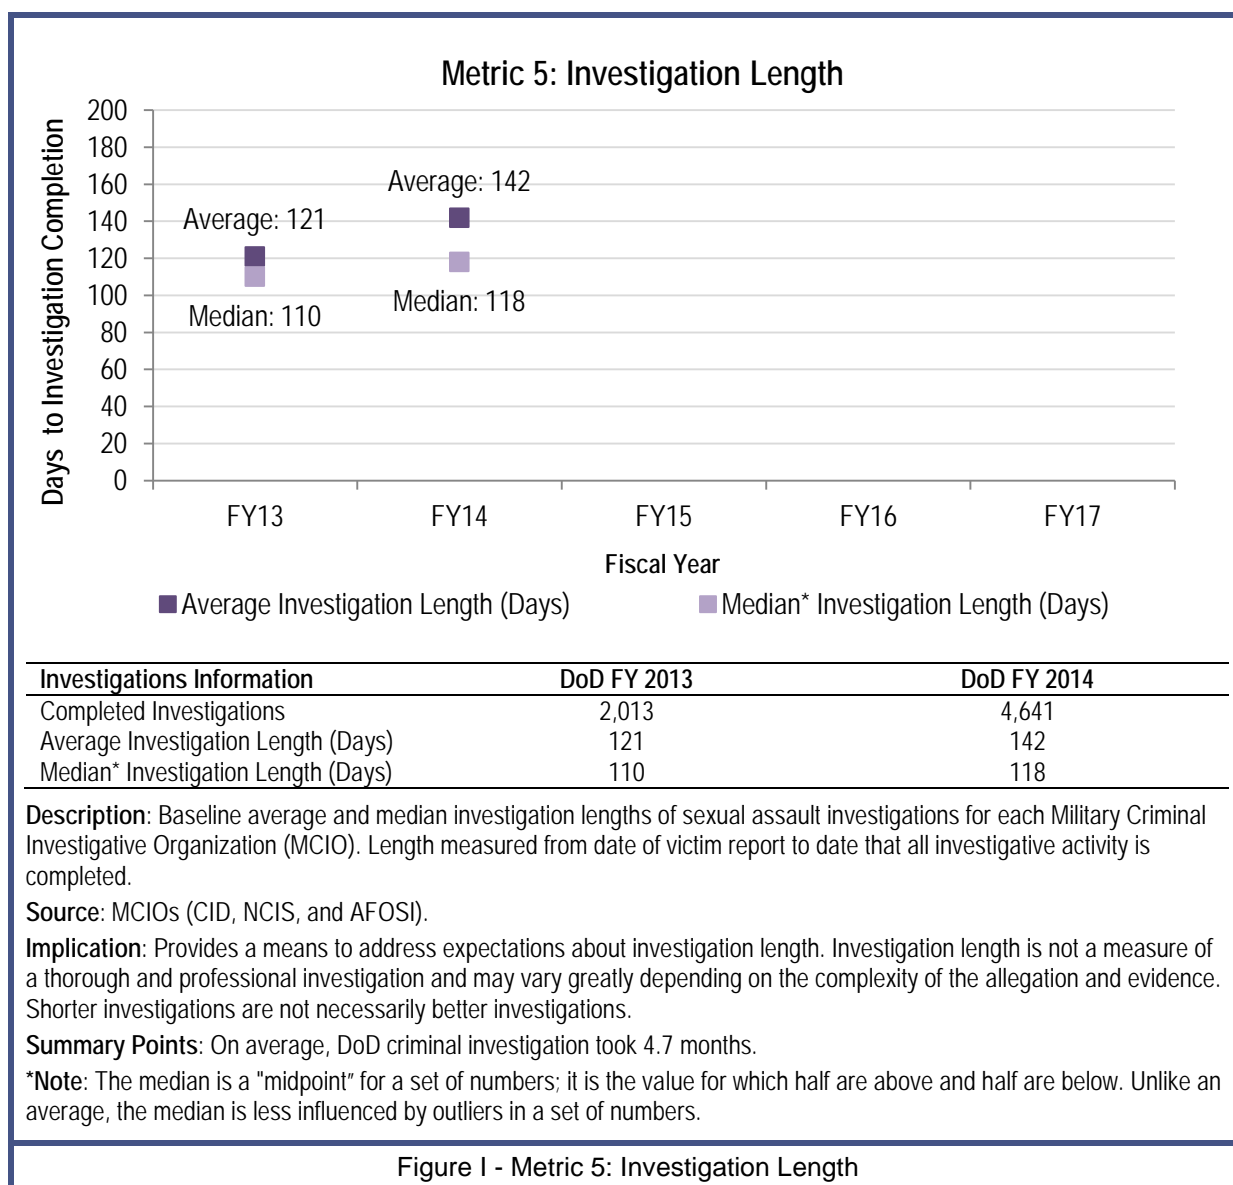 Metric 5: Investigation Length
Days to Investigation Completion
200
180
160
140
120
100
80
60
40
20
0
Average: 121
Median: 110
Average: 142
Median: 118
FY13 FY14 FY15 FY16 FY17
Fiscal Year
Average Investigation Length (Days) Median* Investigation Length (Days)
Investigations Information DoD FY 2013 DoD FY 2014
Completed Investigations 2,013 4,641
Average Investigation Length (Days) 121 142
Median* Investigation Length (Days) 110 118
Description: Baseline average and median investigation lengths of sexual assault investigations for each Military Criminal
Investigative Organization (MCIO). Length measured from date of victim report to date that all investigative activity is
completed.
Source: MCIOs (CID, NCIS, and AFOSI).
Implication: Provides a means to address expectations about investigation length. Investigation length is not a measure of
a thorough and professional investigation and may vary greatly depending on the complexity of the allegation and evidence.
Shorter investigations are not necessarily better investigations.
Summary Points: On average, DoD criminal investigation took 4.7 months.
*Note: The median is a "midpoint" for a set of numbers; it is the value for which half are above and half are below. Unlike an
average, the median is less influenced by outliers in a set of numbers.
Figure I - Metric 5: Investigation Length